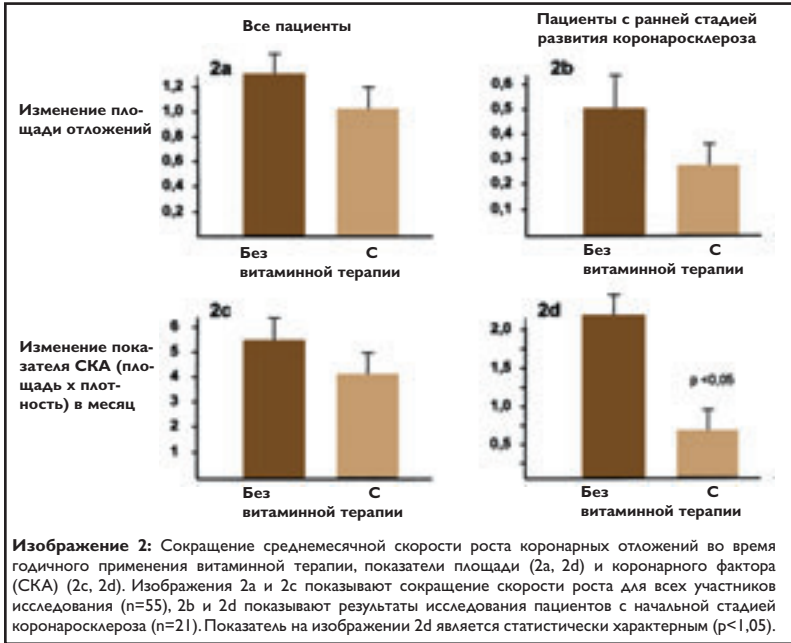 Все пациенты
Пациенты с ранней стадией
развития коронаросклероза
Изменение пло-
щади отложений
2a
1,2
1,0
0,8
0,6
0,4
0,2
Без С
витаминной терапии
2b
0,6
0,5
0,4
0,3
0,2
0,1
Без С
витаминной терапии
Изменение пока-
зателя СКА (пло-
щадь х плот-
ность) в месяц
2c
6
5
4
3
2
1
Без С
витаминной терапии
2d
2,0
1,0
0,5
p <0,05
Без С
витаминной терапии
Изображение 2: Сокращение среднемесячной скорости роста коронарных отложений во время
годичного применения витаминной терапии, показатели площади (2a, 2d) и коронарного фактора
(СКА) (2c, 2d). Изображения 2a и 2c показывают сокращение скорости роста для всех участников
исследования (n=55), 2b и 2d показывают результаты исследования пациентов с начальной стадией
коронаросклероза (n=21). Показатель на изображении 2d является статистически характерным (p<1,05).